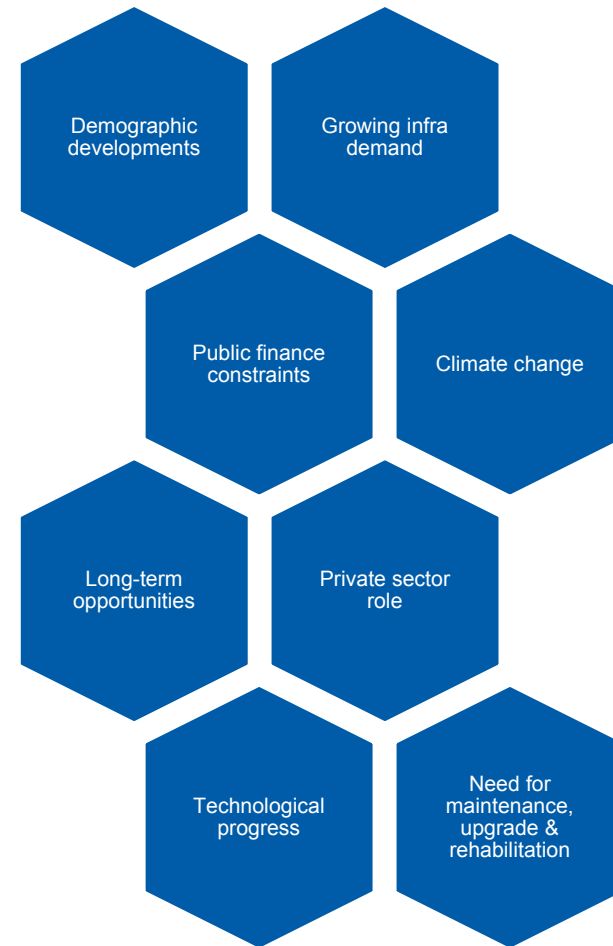 Demographic
developments
Growing infra
demand
Public finance
constraints
Climate change
Long-term
opportunities
Private sector
role
Technological
progress
Need for
maintenance,
upgrade &
rehabilitation